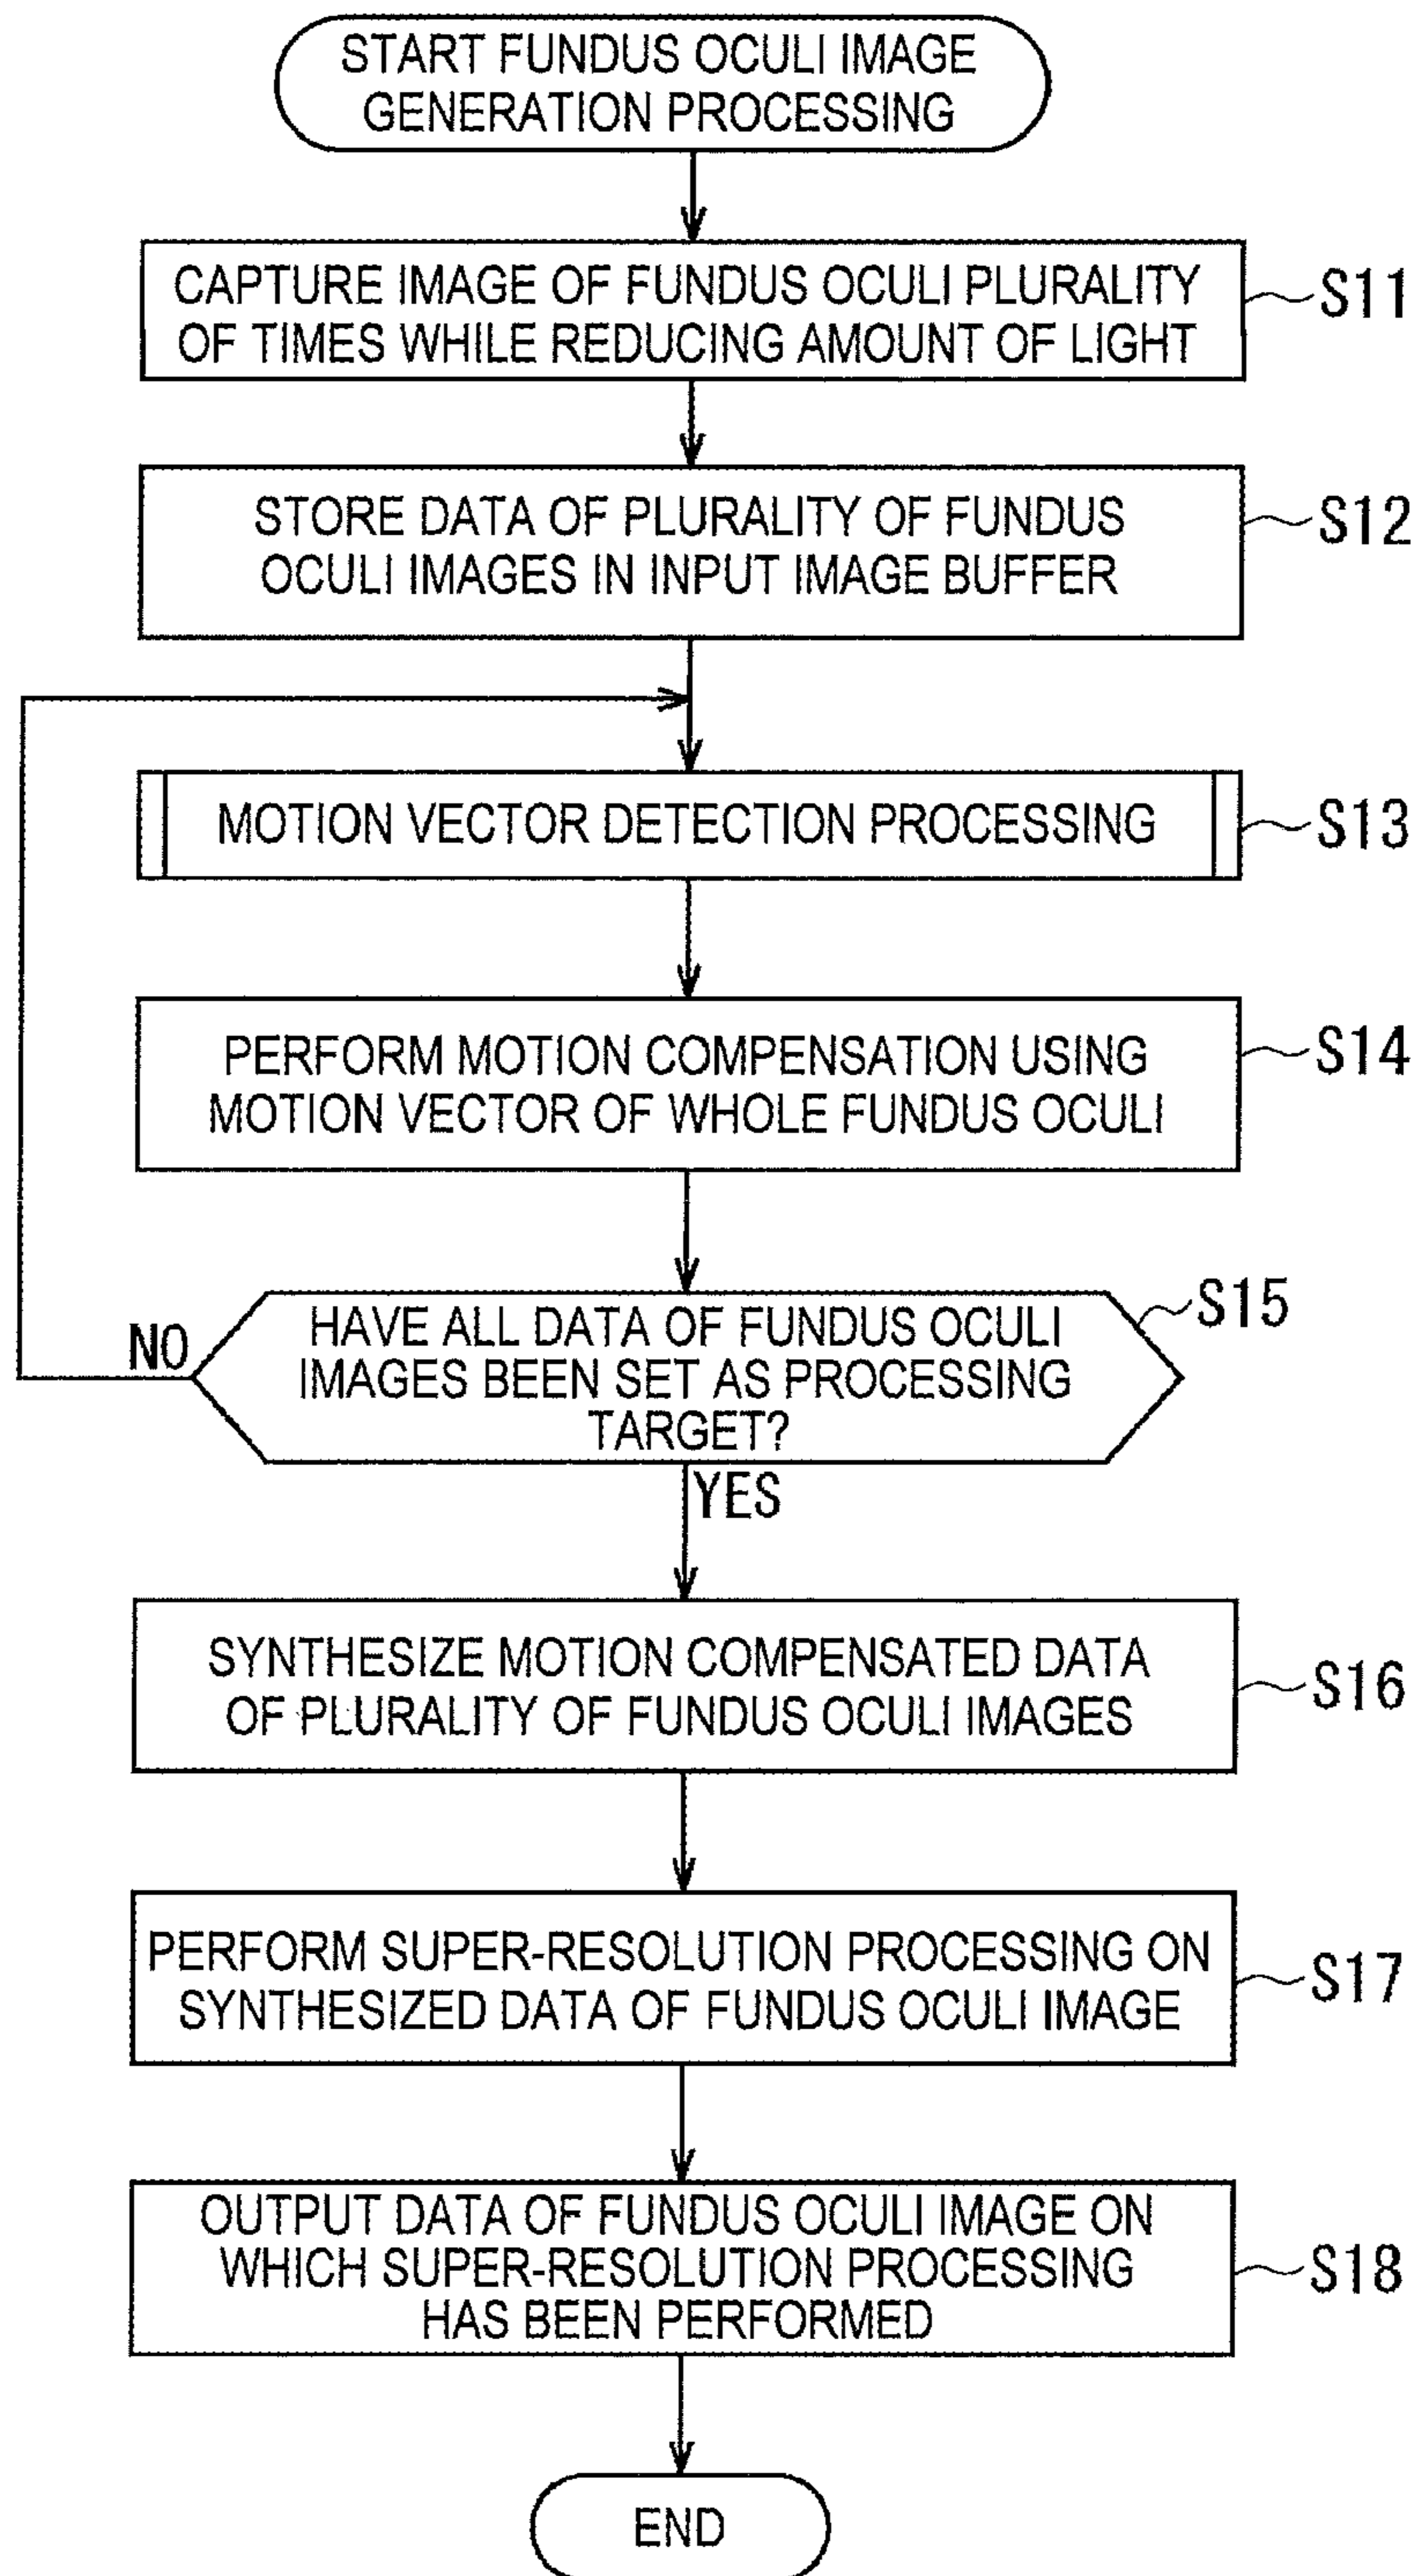 START FUNDUS OCULI IMAGE
GENERATION PROCESSING
CAPTURE IMAGE OF FUNDUS OCULI PLURALITY
OF TIMES WHILE REDUCING AMOUNT OF LIGHT
S11
STORE DATA OF PLURALITY OF FUNDUS
OCULI IMAGES IN INPUT IMAGE BUFFER
S12
MOTION VECTOR DETECTION PROCESSING
S13
PERFORM MOTION COMPENSATION USING
MOTION VECTOR OF WHOLE FUNDUS OCULI
S14
HAVE ALL DATA OF FUNDUS OCULI
IMAGES BEEN SET AS PROCESSING
TARGET?
S15
NO
YES
SYNTHESIZE MOTION COMPENSATED DATA
OF PLURALITY OF FUNDUS OCULI IMAGES
S16
PERFORM SUPER-RESOLUTION PROCESSING ON
SYNTHESIZED DATA OF FUNDUS OCULI IMAGE
S17
OUTPUT DATA OF FUNDUS OCULI IMAGE ON
WHICH SUPER-RESOLUTION PROCESSING
HAS BEEN PERFORMED
S18
END